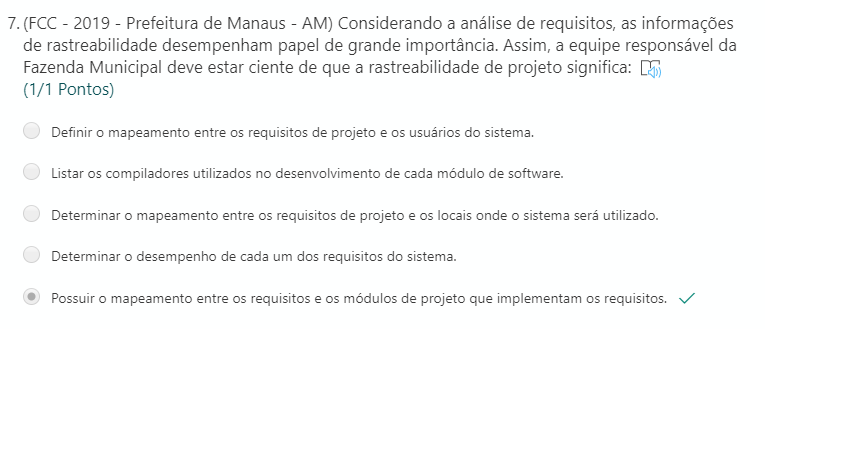 7. (FCC - 2019 - Prefeitura de Manaus - AM) Considerando a análise de requisitos, as informações
de rastreabilidade desempenham papel de grande importância. Assim, a equipe responsável da
Fazenda Municipal deve estar ciente de que a rastreabilidade de projeto significa:
(1/1 Pontos)
Definir o mapeamento entre os requisitos de projeto e os usuários do sistema.
Listar os compiladores utilizados no desenvolvimento de cada módulo de software.
Determinar o mapeamento entre os requisitos de projeto e os locais onde o sistema será utilizado.
Determinar o desempenho de cada um dos requisitos do sistema.
Possuir o mapeamento entre os requisitos e os módulos de projeto que implementam os requisitos.